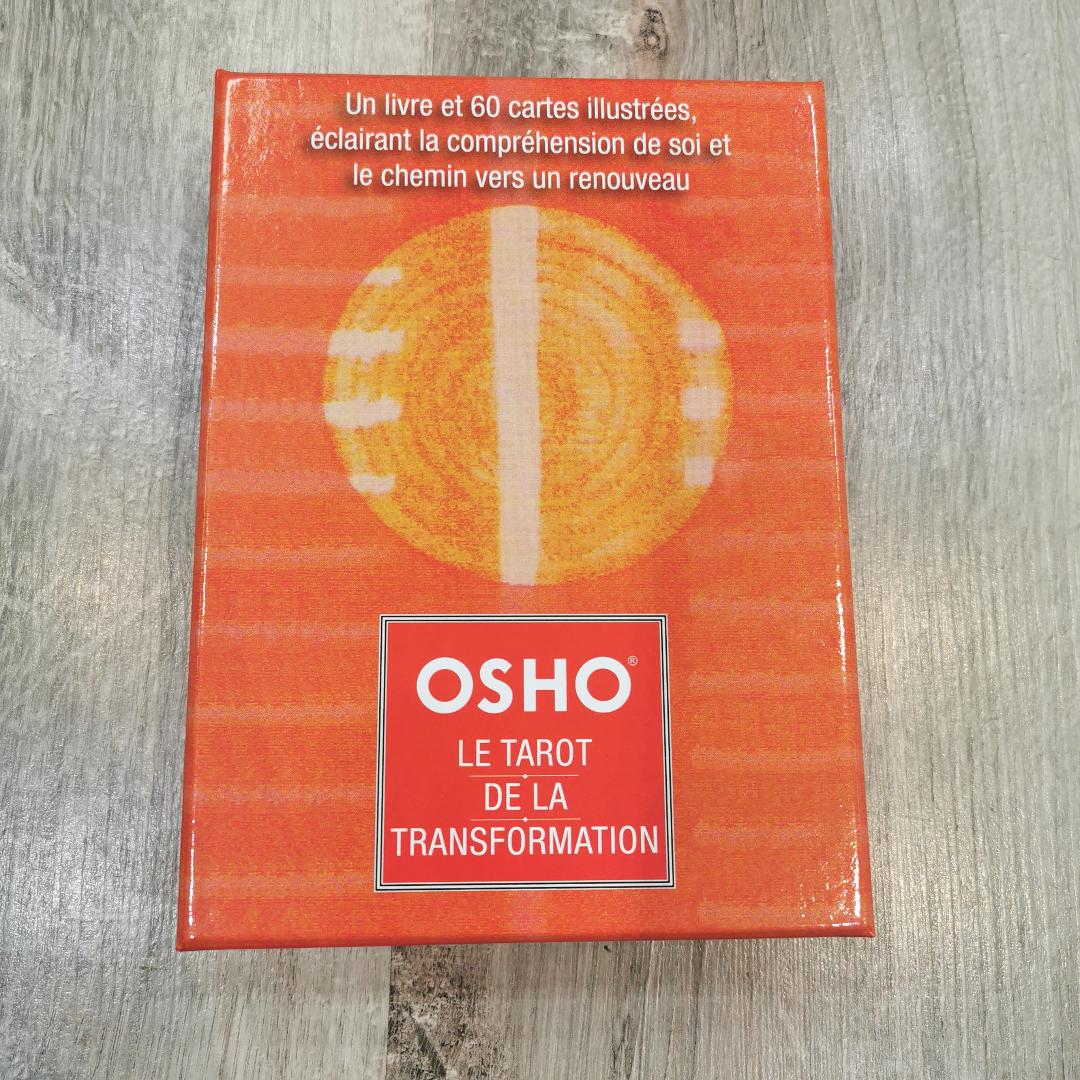 Un livre et 60 cartes illustrées,
éclairant la compréhension de soi et
le chemin vers un renouveau
OSHO®
LE TAROT
DE LA
TRANSFORMATION